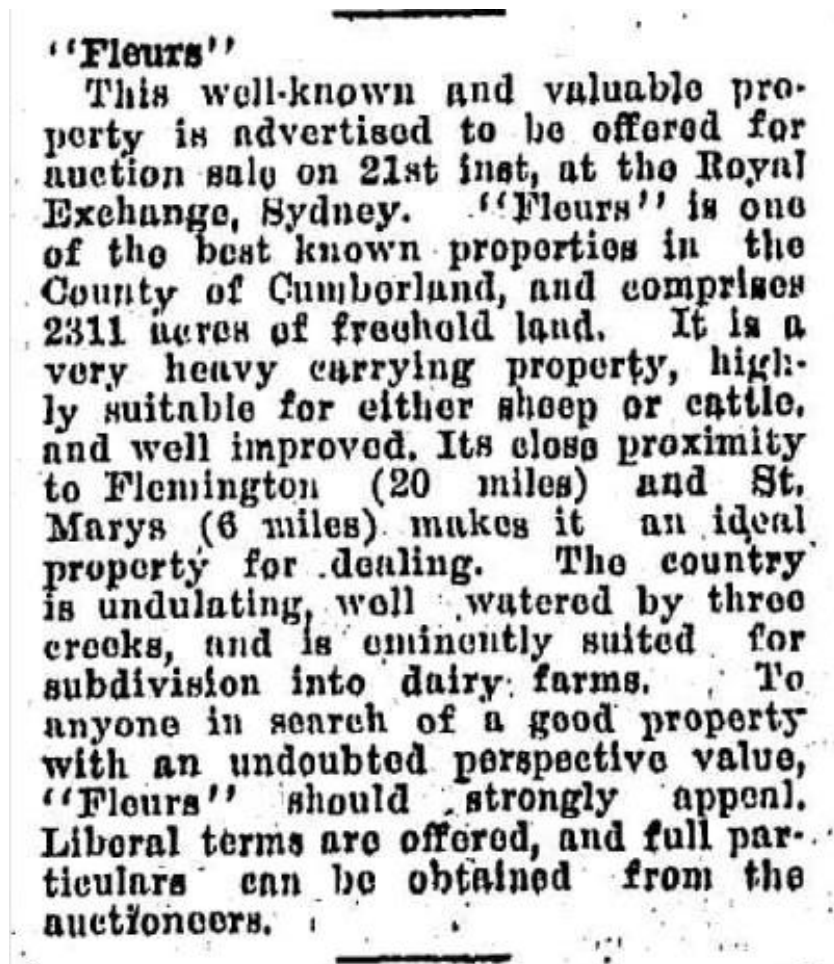 "Fleurs"
This well-known and valuable pro-
perty is advertised to be offered for
auction sale on 21st inst, at the Royal
Exchange, Sydney. "Fleurs" is one
of the best known properties in the
County of Cumberland, and comprises
2311 acres of freehold land. It is a
very heavy carrying property, high-
ly suitable for either sheep or cattle,
and well improved. Its close proximity
to Flemington (20 miles) and St.
Marys (6 miles) makes it an ideal
property for dealing. The country
is undulating, well watered by three
creeks, and is eminently suited for
subdivision into dairy farms. To
anyone in search of a good property
with an undoubted perspective value,
"Fleurs" should strongly appeal.
Liberal terms are offered, and full par-
ticulars can be obtained from the
auctioneers.